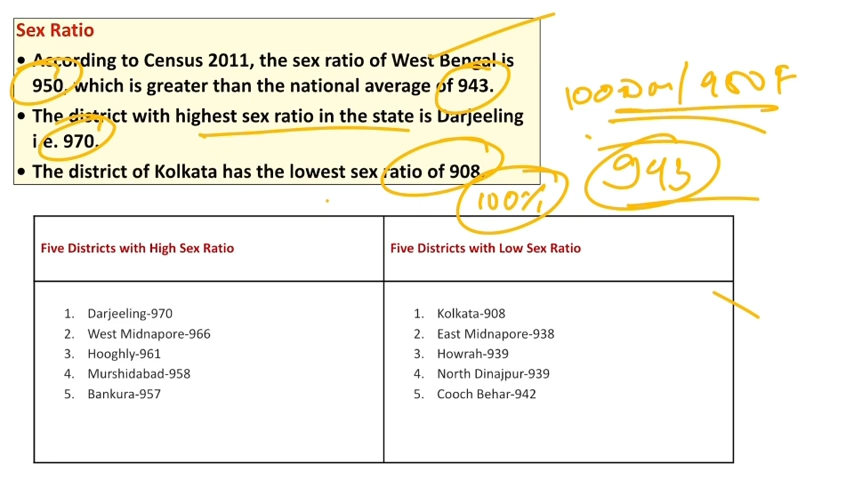 Sex Ratio
• According to Census 2011, the sex ratio of West Bengal is
950, which is greater than the national average of 943.
• The district with highest sex ratio in the state is Darjeeling
i.e. 970.
• The district of Kolkata has the lowest sex ratio of 908.
1000m/950F
943
100%
Five Districts with High Sex Ratio
1. Darjeeling-970
2. West Midnapore-966
3. Hooghly-961
4. Murshidabad-958
5. Bankura-957
Five Districts with Low Sex Ratio
1. Kolkata-908
2. East Midnapore-938
3. Howrah-939
4. North Dinajpur-939
5. Cooch Behar-942